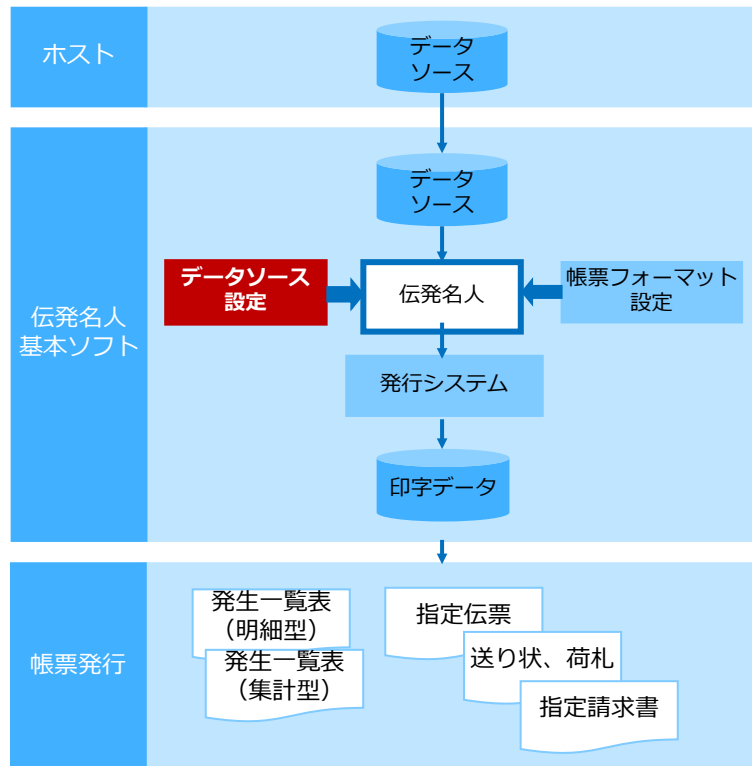 ホスト
データ
ソース
伝発名人
基本ソフト
データ
ソース
データソース
設定
伝発名人
帳票フォーマット
設定
発行システム
印字データ
帳票発行
発生一覧表
（明細型）
発生一覧表
（集計型）
指定伝票
送り状、荷札
指定請求書